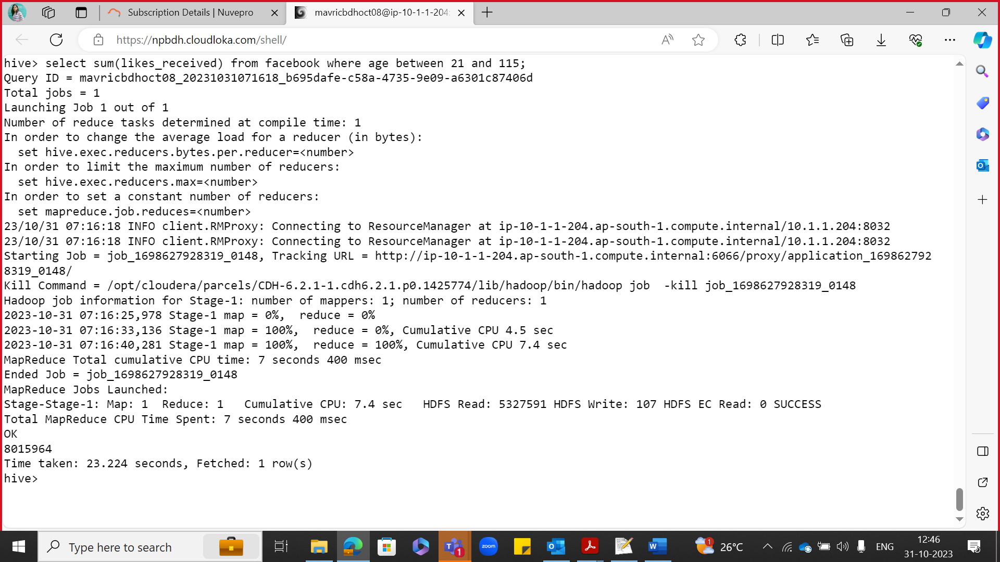 Subscription Details | Nuvepro
mavricbdhoct08@ip-10-1-1-204
https://npbdh.cloudloka.com/shell/
hive> select sum(likes_received) from facebook where age between 21 and 115;
Query ID = mavricbdhoct08_20231031071618_b695dafe-c58a-4735-9e09-a6301c87406d
Total jobs = 1
Launching Job 1 out of 1
Number of reduce tasks determined at compile time: 1
In order to change the average load for a reducer (in bytes):
  set hive.exec.reducers.bytes.per.reducer=<number>
In order to limit the maximum number of reducers:
  set hive.exec.reducers.max=<number>
In order to set a constant number of reducers:
  set mapreduce.job.reduces=<number>
23/10/31 07:16:18 INFO client.RMProxy: Connecting to ResourceManager at ip-10-1-1-204.ap-south-1.compute.internal/10.1.1.204:8032
23/10/31 07:16:18 INFO client.RMProxy: Connecting to ResourceManager at ip-10-1-1-204.ap-south-1.compute.internal/10.1.1.204:8032
Starting Job = job_1698627928319_0148, Tracking URL = http://ip-10-1-1-204.ap-south-1.compute.internal:6066/proxy/application_169862792
8319_0148/
Kill Command = /opt/cloudera/parcels/CDH-6.2.1-1.cdh6.2.1.p0.1425774/lib/hadoop/bin/hadoop job  -kill job_1698627928319_0148
Hadoop job information for Stage-1: number of mappers: 1; number of reducers: 1
2023-10-31 07:16:25,978 Stage-1 map = 0%,  reduce = 0%
2023-10-31 07:16:33,136 Stage-1 map = 100%,  reduce = 0%, Cumulative CPU 4.5 sec
2023-10-31 07:16:40,281 Stage-1 map = 100%,  reduce = 100%, Cumulative CPU 7.4 sec
MapReduce Total cumulative CPU time: 7 seconds 400 msec
Ended Job = job_1698627928319_0148
MapReduce Jobs Launched:
Stage-Stage-1: Map: 1  Reduce: 1   Cumulative CPU: 7.4 sec   HDFS Read: 5327591 HDFS Write: 107 HDFS EC Read: 0 SUCCESS
Total MapReduce CPU Time Spent: 7 seconds 400 msec
OK
8015964
Time taken: 23.224 seconds, Fetched: 1 row(s)
hive>
Type here to search
1
zoom
1
26°C
ENG
12:46
31-10-2023